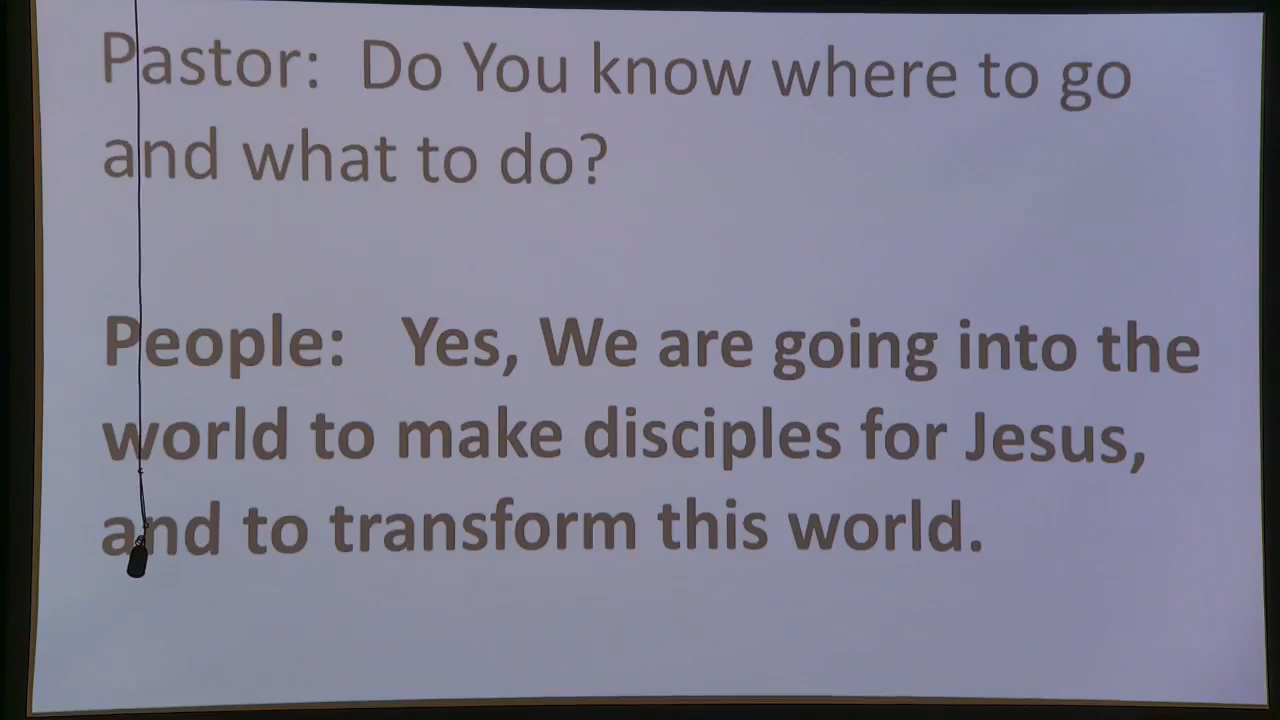 Pastor: Do You know where to go
and what to do?
People: Yes, We are going into the
world to make disciples for Jesus,
and to transform this world.